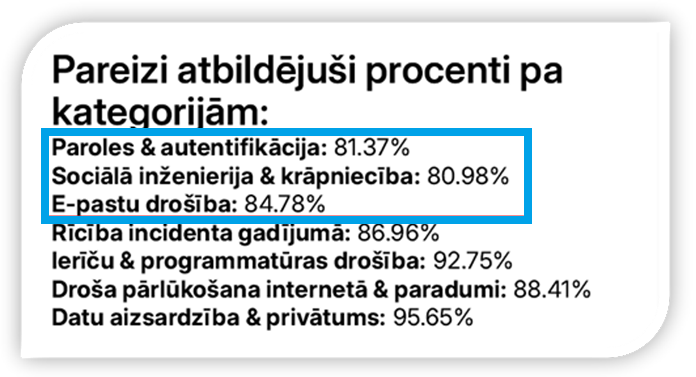 Pareizi atbildējuši procenti pa
kategorijām:
Paroles & autentifikācija: 81.37%
Sociālā inženierija & krāpniecība: 80.98%
E-pastu drošība: 84.78%
Rīcība incidenta gadījumā: 86.96%
Ierīču & programmatūras drošība: 92.75%
Droša pārlūkošana internetā & paradumi: 88.41%
Datu aizsardzība & privātums: 95.65%